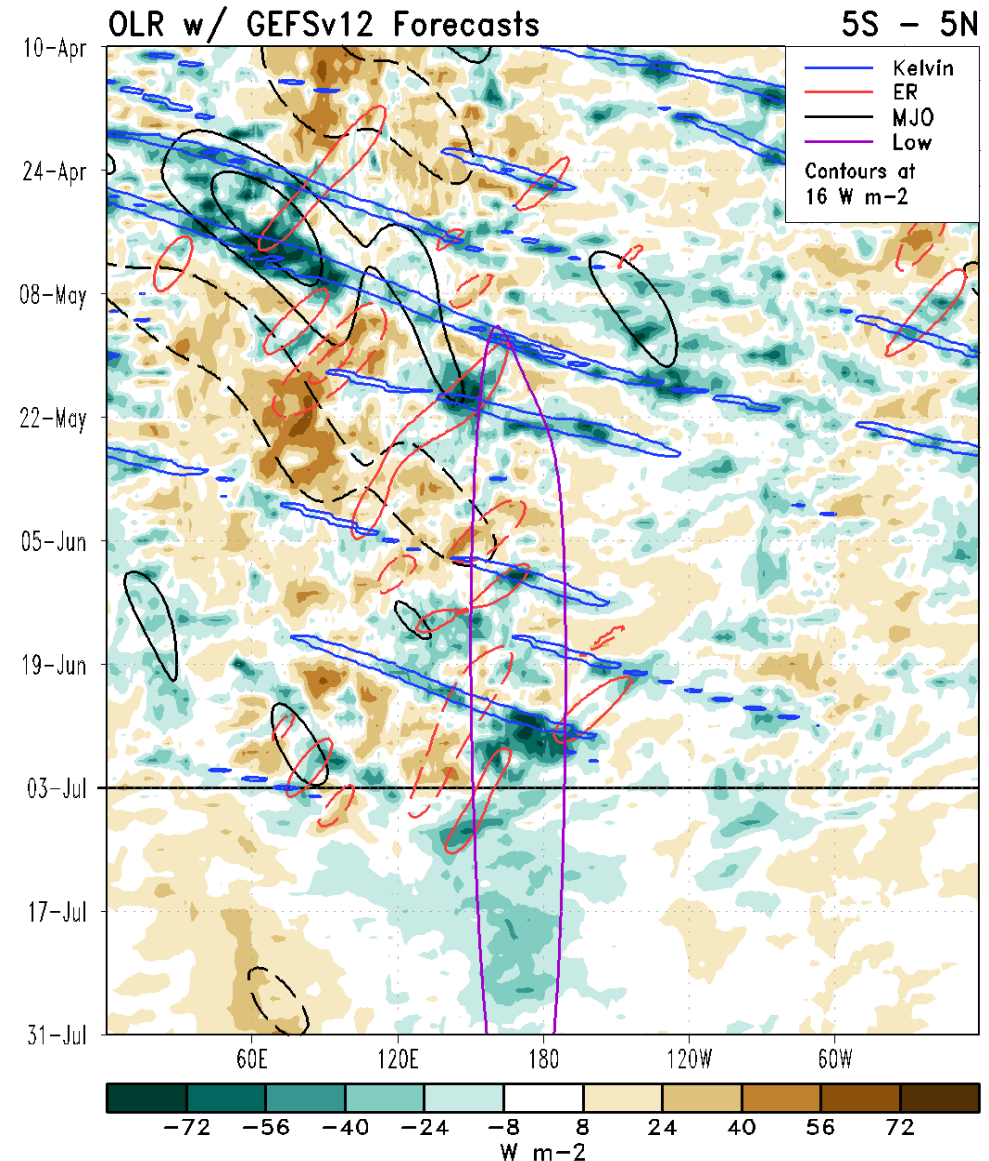 OLR w/ GEFSv12 Forecasts 5S - 5N
10-Apr
24-Apr
08-May
22-May
05-Jun
19-Jun
03-Jul
17-Jul
31-Jul
Kelvin
ER
MJO
Low
Contours at
16 W m-2
60E 120E 180 120W 60W
-72 -56 -40 -24 -8 8 24 40 56 72
W m-2